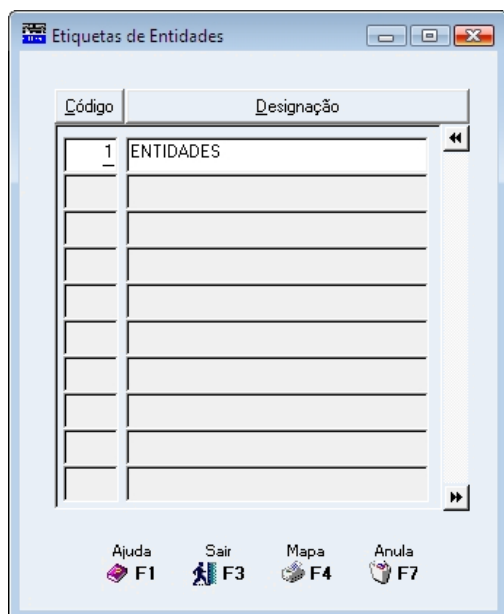 Etiquetas de Entidades
Código Designação
1 ENTIDADES
Ajuda Sair Mapa Anula
F1 F3 F4 F7